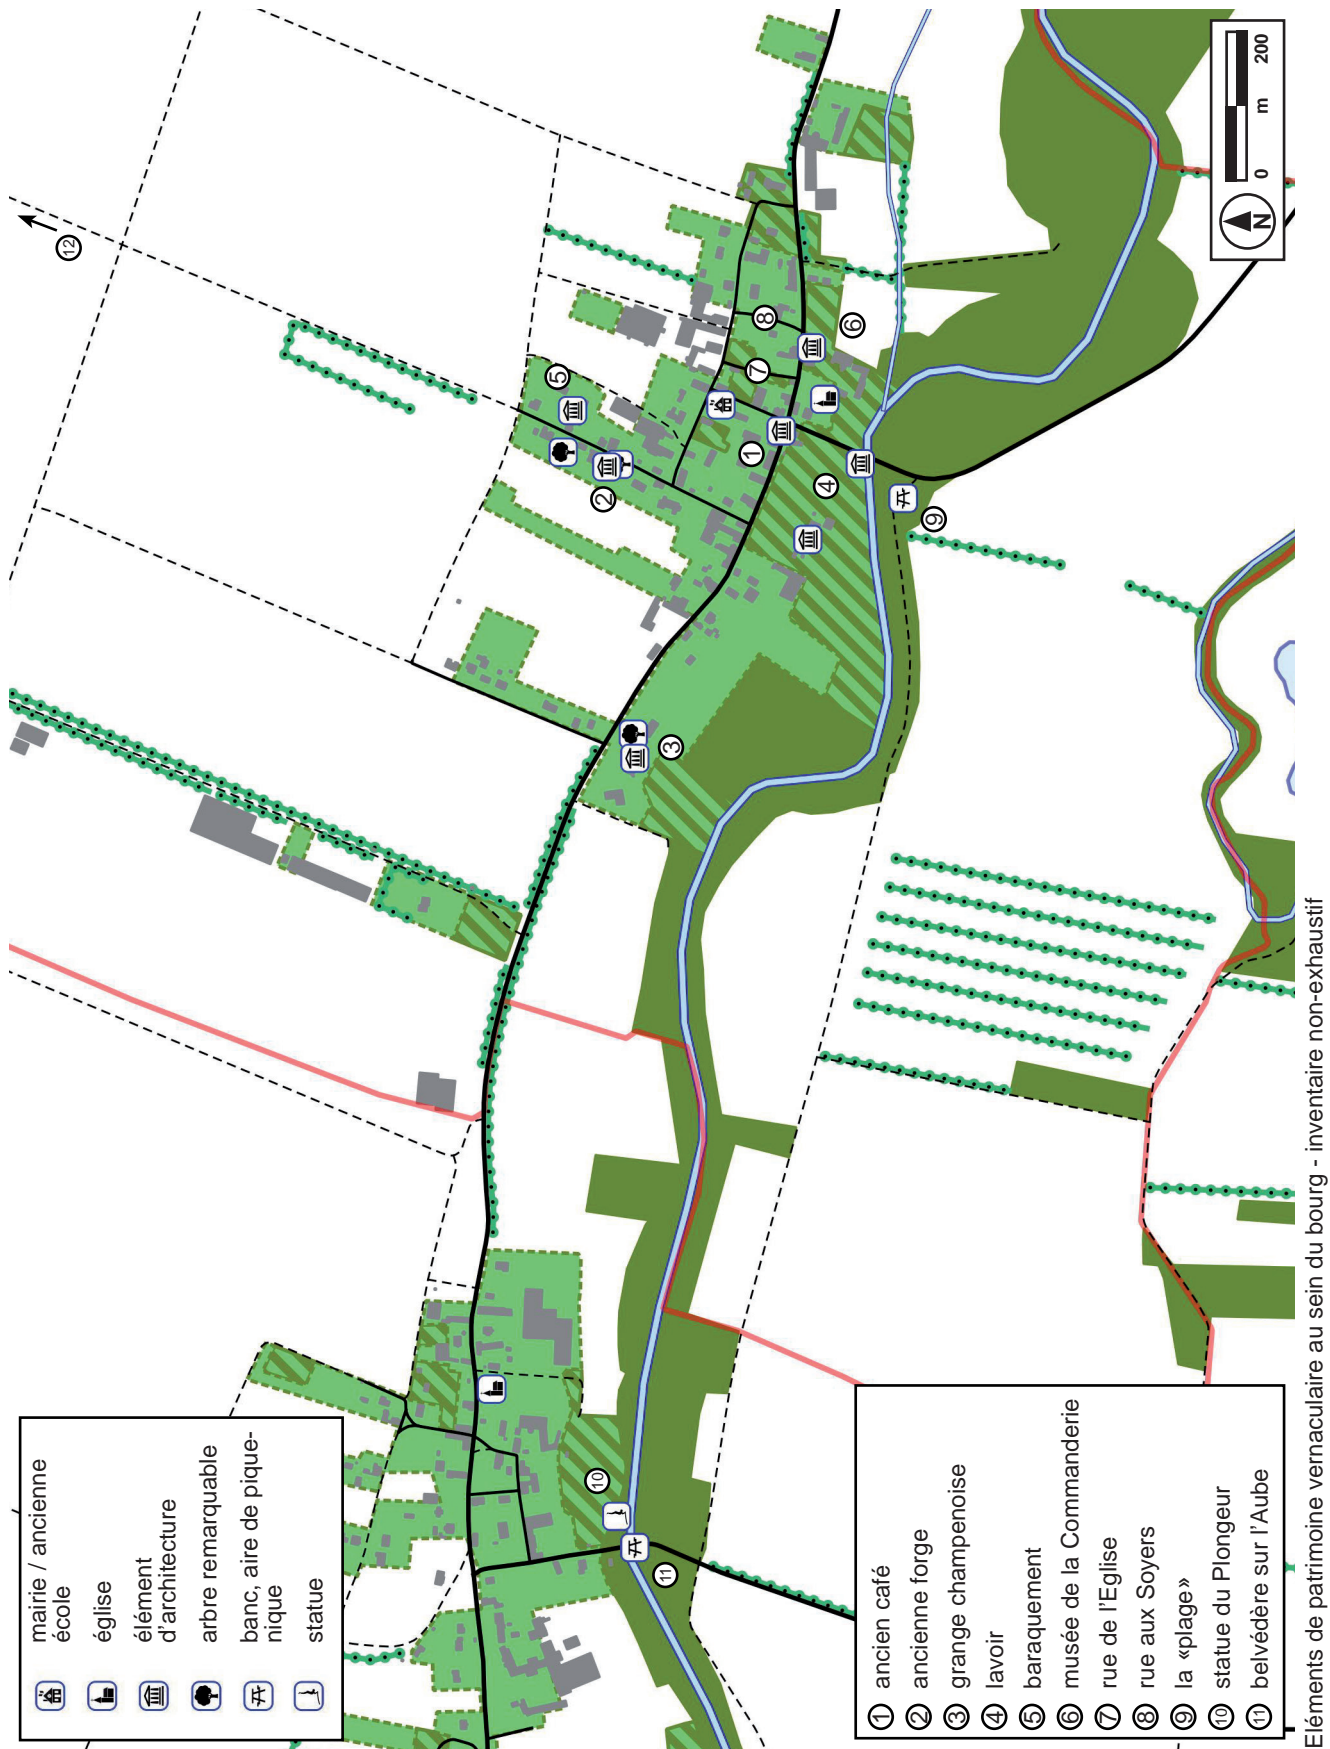 mairie / ancienne
école
église
élément
d'architecture
arbre remarquable
banc, aire de pique-
nique
statue
12
5
2
8
7
6
1
4
3
9
10
11
0 m 200
N
1 ancien café
2 ancienne forge
3 grange champenoise
4 lavoir
5 baraquement
6 musée de la Commanderie
7 rue de l'Eglise
8 rue aux Soyers
9 la «plage»
10 statue du Plongeur
11 belvédère sur l'Aube
Eléments de patrimoine vernaculaire au sein du bourg - inventaire non-exhaustif